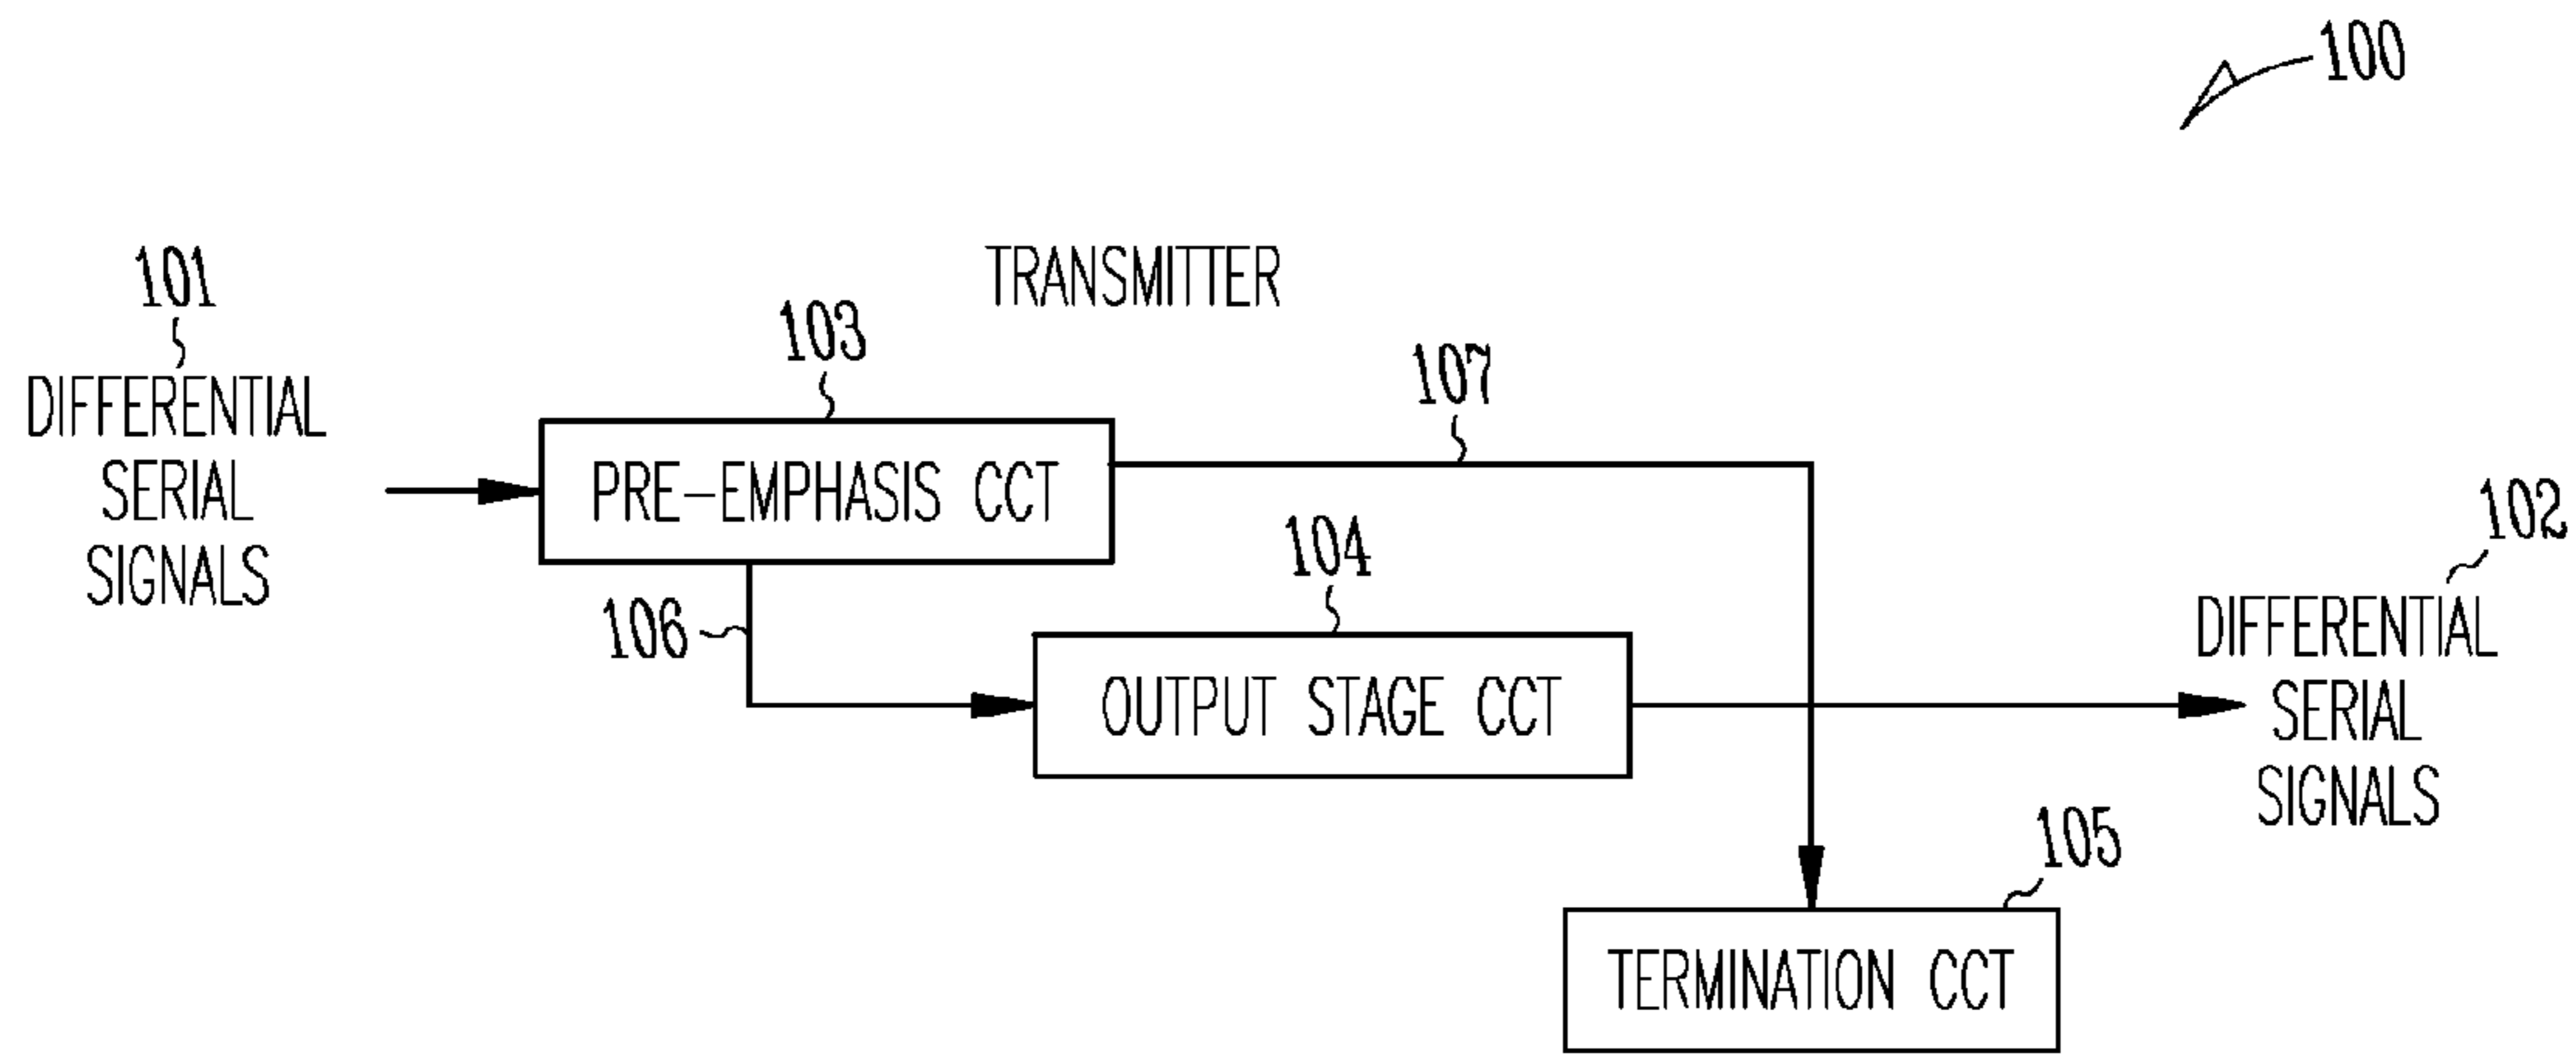 100
TRANSMITTER
101
DIFFERENTIAL
SERIAL
SIGNALS
103
PRE-EMPHASIS CCT
107
106
104
OUTPUT STAGE CCT
102
DIFFERENTIAL
SERIAL
SIGNALS
105
TERMINATION CCT